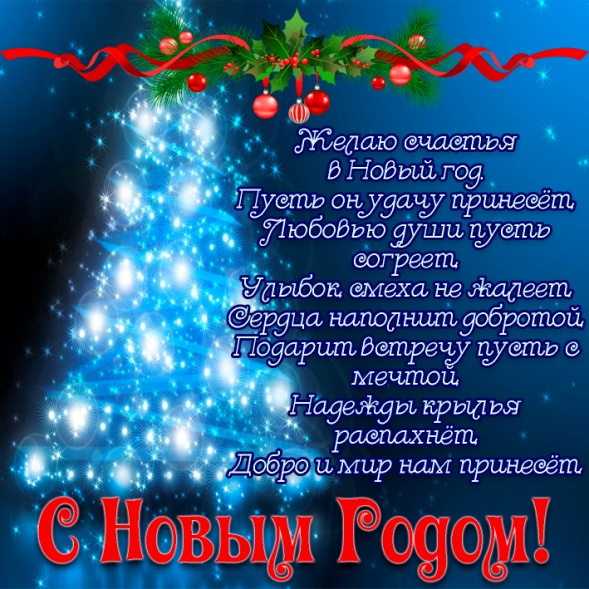 Желаю счастья
в Новый год.
Пусть он удачу принесёт,
Любовью души пусть
согреет,
Улыбок, смеха не жалеет.
Сердца наполнит добротой,
Подарит встречу пусть с
мечтой,
Надежды крылья
распахнёт,
Добро и мир нам принесёт.
С Новым Годом!